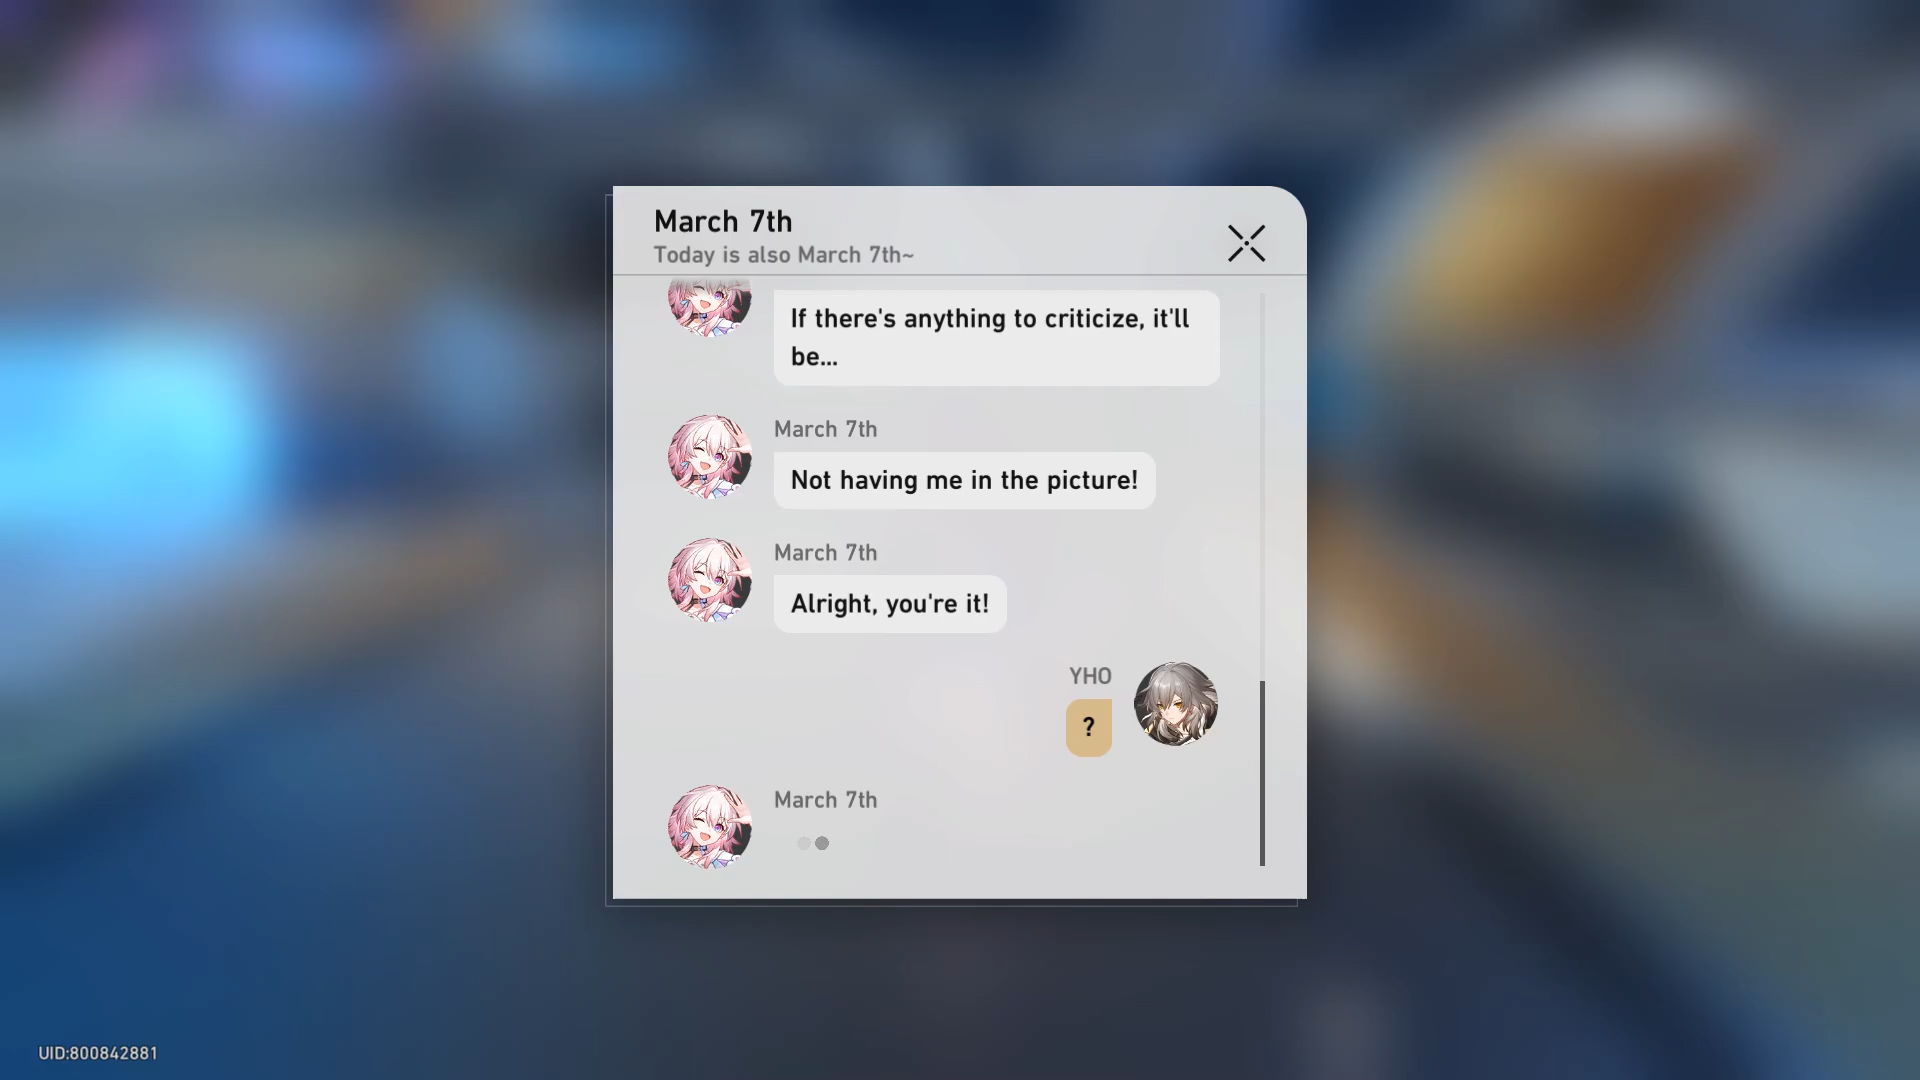 March 7th
Today is also March 7th~
If there's anything to criticize, it'll
be...
March 7th
Not having me in the picture!
March 7th
Alright, you're it!
YHO
?
March 7th
UID:800842881